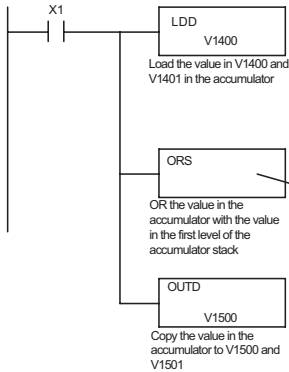 X1
LDD
V1400
Load the value in V1400 and
V1401 in the accumulator
ORS
OR the value in the
accumulator with the value
in the first level of the
accumulator stack
OUTD
V1500
Copy the value in the
accumulator to V1500 and
V1501